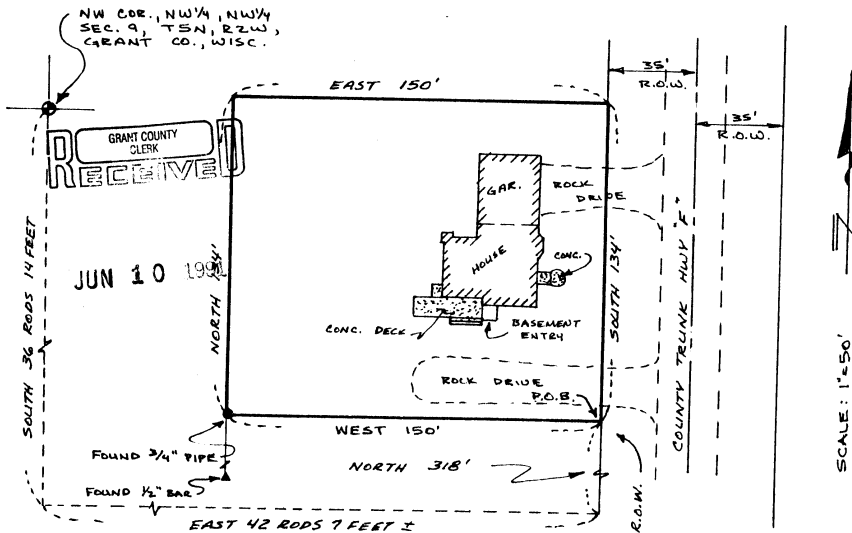 NW COR., NW¼, NW¼
SEC. 9, T5N, R2W,
GRANT CO., WISC.
EAST 150'
35'
R.O.W.
35'
R.O.W.
GRANT COUNTY
CLERK
RECEIVED
JUN 10 1991
SOUTH 36 RODS 14 FEET
NORTH 134'
GAR.
ROCK
DRIVE
HOUSE
CONC.
SOUTH 134'
COUNTY TRUNK HWY "F"
CONC. DECK
BASEMENT
ENTRY
ROCK DRIVE
P.O.B.
WEST 150'
FOUND 3/4" PIPE
NORTH 318'
FOUND 1/2" BAR
R.O.W.
EAST 42 RODS 7 FEET ±
SCALE: 1"=50'